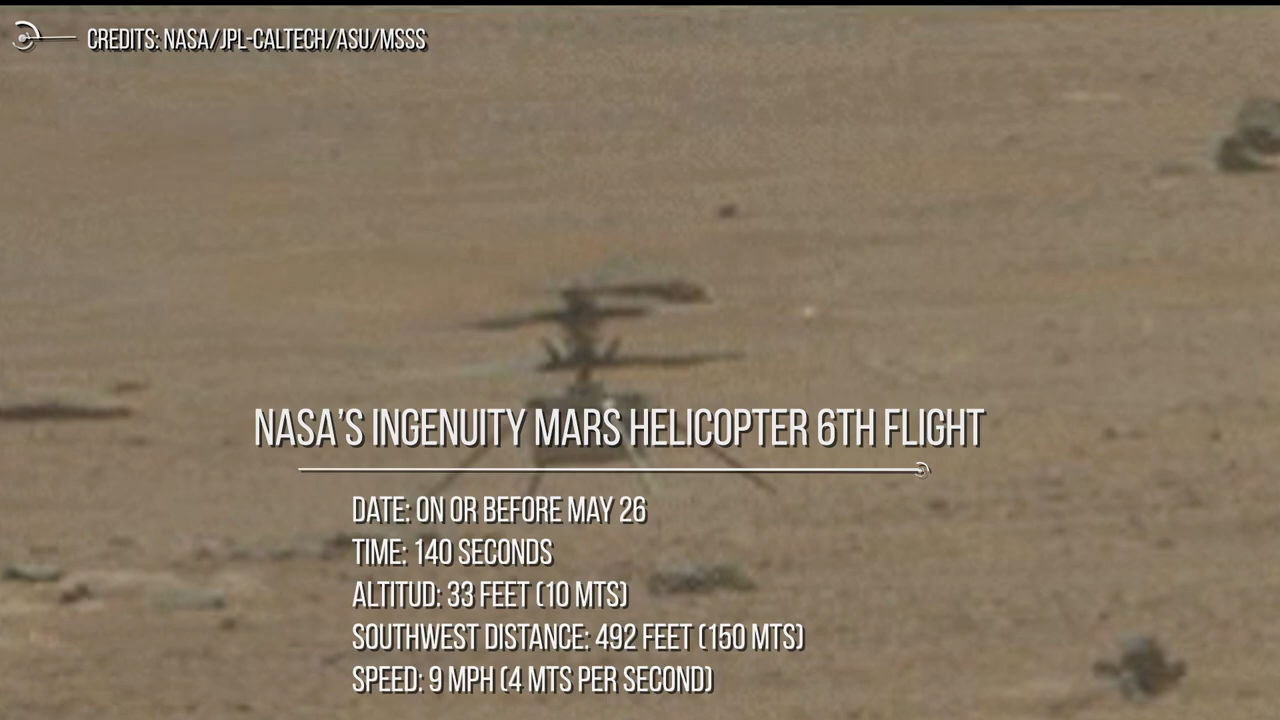 CREDITS: NASA/JPL-CALTECH/ASU/MSSS
NASA'S INGENUITY MARS HELICOPTER 6TH FLIGHT
DATE: ON OR BEFORE MAY 26
TIME: 140 SECONDS
ALTITUD: 33 FEET (10 MTS)
SOUTHWEST DISTANCE: 492 FEET (150 MTS)
SPEED: 9 MPH (4 MTS PER SECOND)